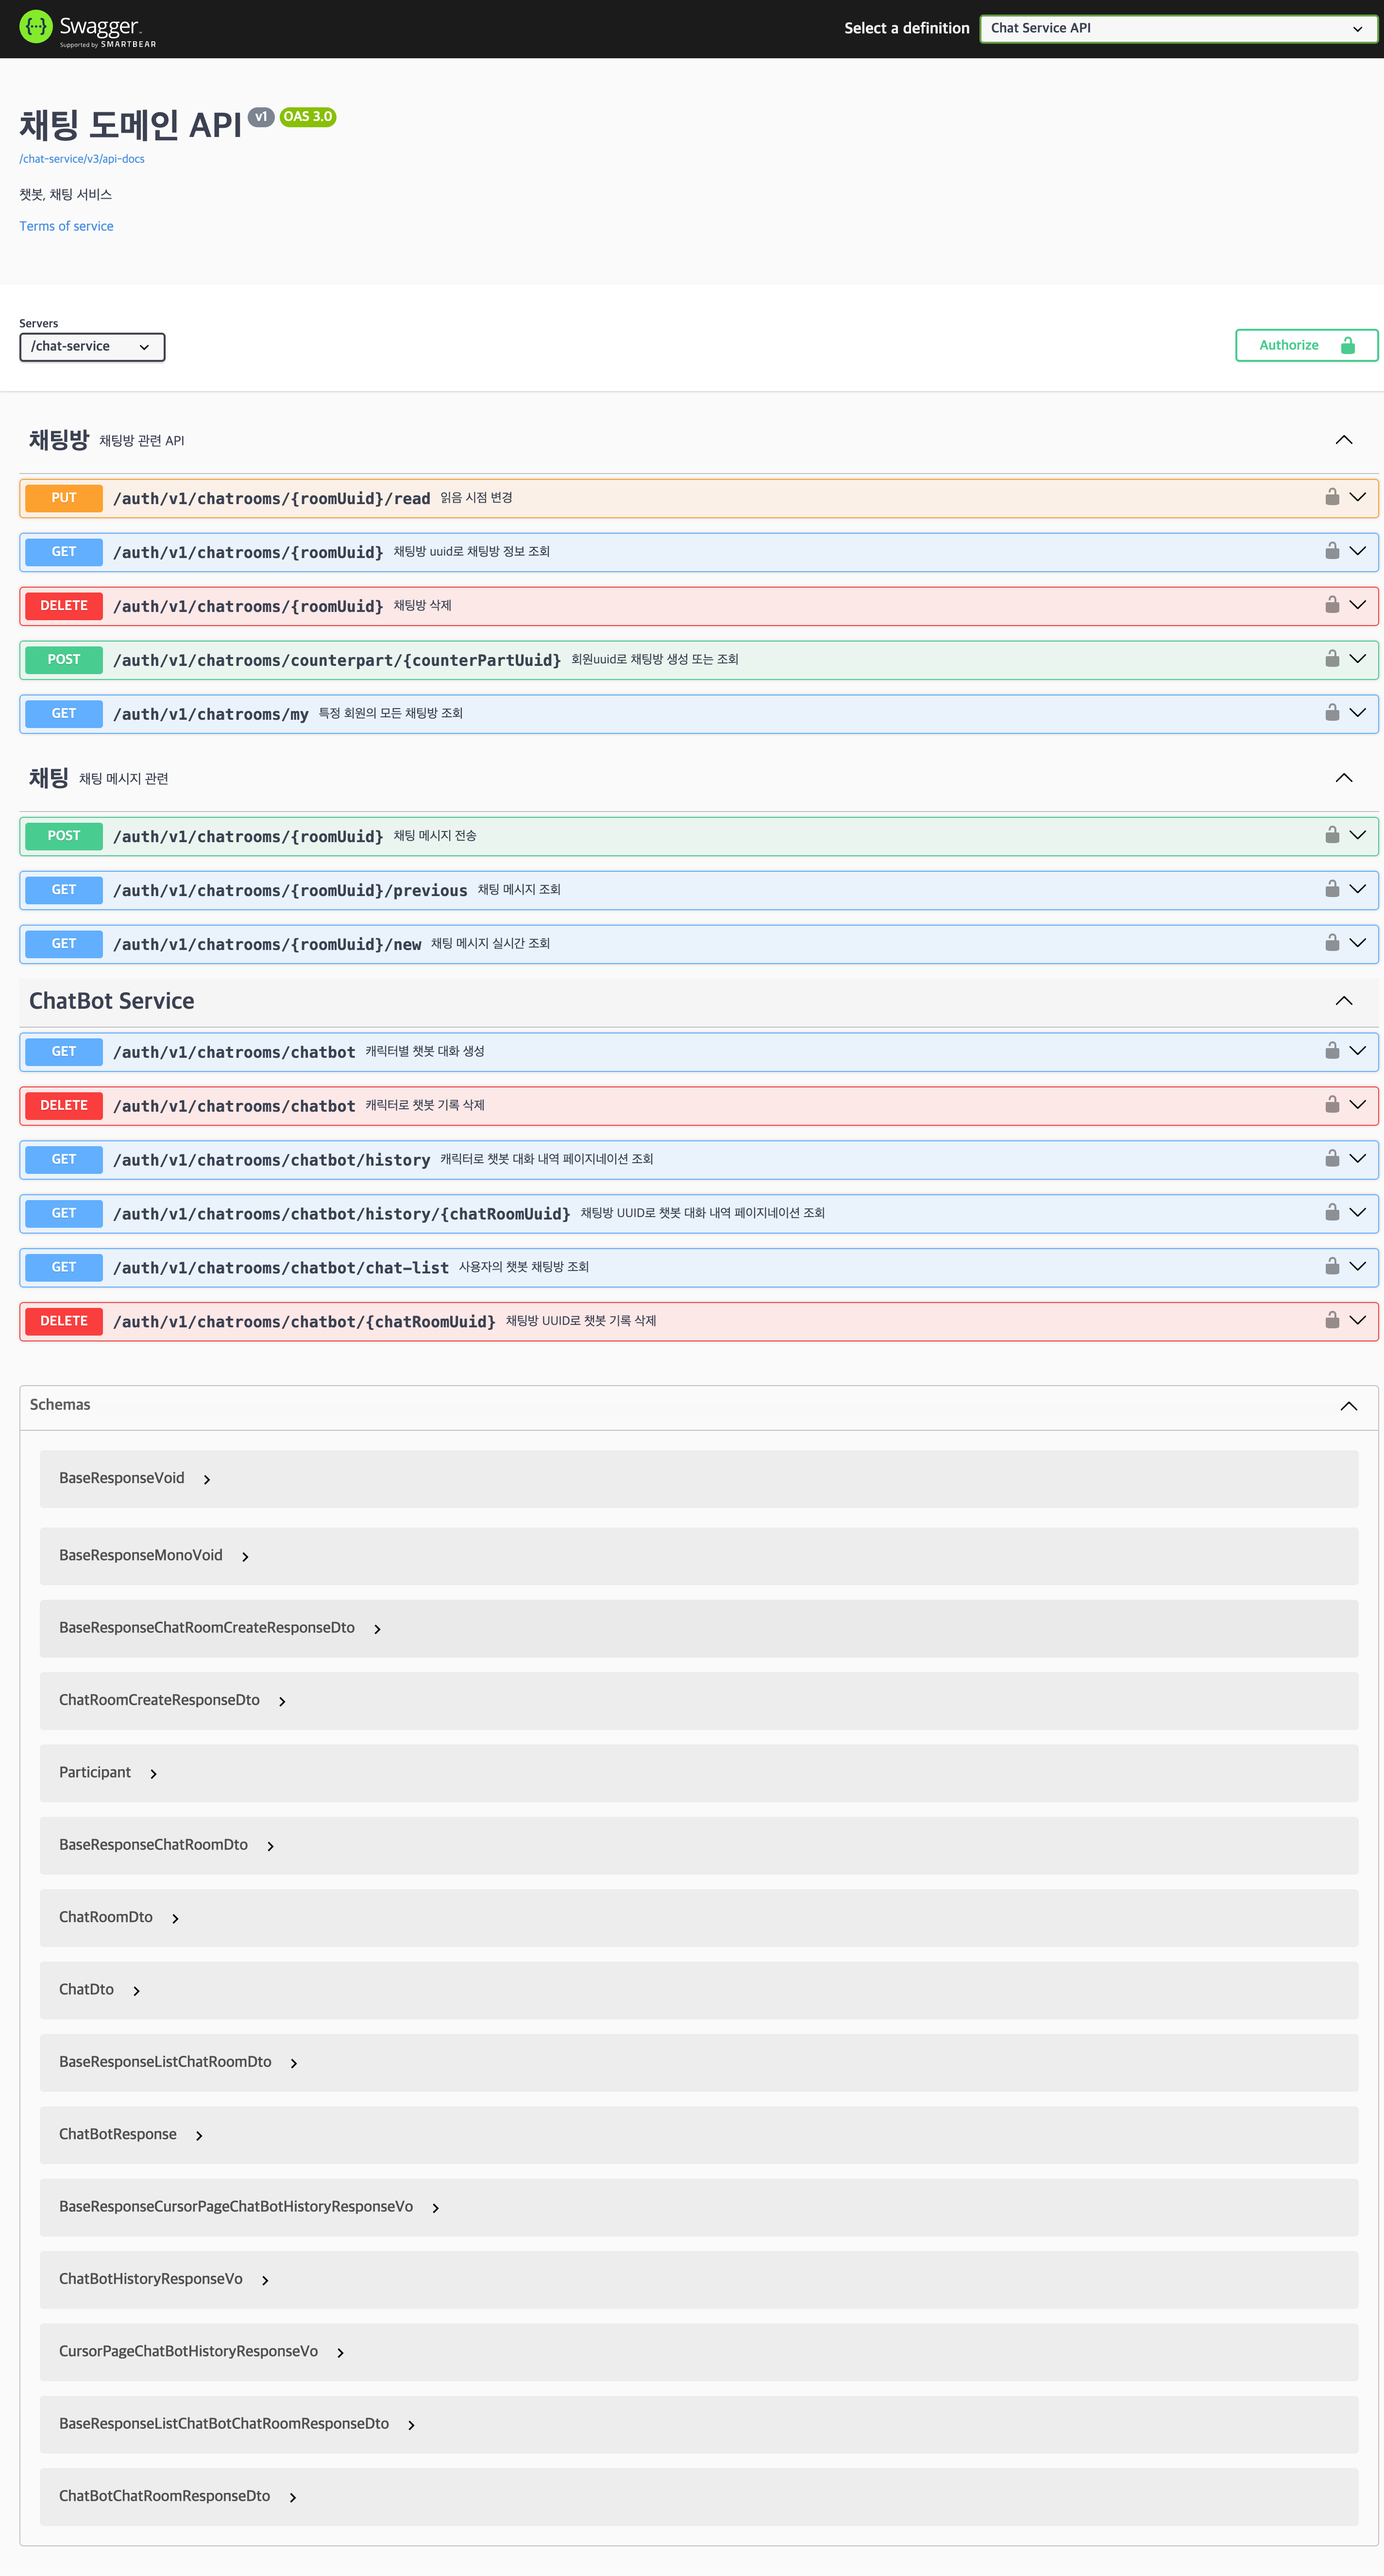 Swagger.
Supported by SMARTBEAR
Select a definition
Chat Service API
채팅 도메인 API v1 OAS 3.0
/chat-service/v3/api-docs
챗봇, 채팅 서비스
Terms of service
Servers
/chat-service
Authorize
채팅방 채팅방 관련 API
PUT /auth/v1/chatrooms/{roomUuid}/read 읽음 시점 변경
GET /auth/v1/chatrooms/{roomUuid} 채팅방 uuid로 채팅방 정보 조회
DELETE /auth/v1/chatrooms/{roomUuid} 채팅방 삭제
POST /auth/v1/chatrooms/counterpart/{counterPartUuid} 회원uuid로 채팅방 생성 또는 조회
GET /auth/v1/chatrooms/my 특정 회원의 모든 채팅방 조회
채팅 채팅 메시지 관련
POST /auth/v1/chatrooms/{roomUuid} 채팅 메시지 전송
GET /auth/v1/chatrooms/{roomUuid}/previous 채팅 메시지 조회
GET /auth/v1/chatrooms/{roomUuid}/new 채팅 메시지 실시간 조회
ChatBot Service
GET /auth/v1/chatrooms/chatbot 캐릭터별 챗봇 대화 생성
DELETE /auth/v1/chatrooms/chatbot 캐릭터로 챗봇 기록 삭제
GET /auth/v1/chatrooms/chatbot/history 캐릭터로 챗봇 대화 내역 페이지네이션 조회
GET /auth/v1/chatrooms/chatbot/history/{chatRoomUuid} 채팅방 UUID로 챗봇 대화 내역 페이지네이션 조회
GET /auth/v1/chatrooms/chatbot/chat-list 사용자의 챗봇 채팅방 조회
DELETE /auth/v1/chatrooms/chatbot/{chatRoomUuid} 채팅방 UUID로 챗봇 기록 삭제
Schemas
BaseResponseVoid
BaseResponseMonoVoid
BaseResponseChatRoomCreateResponseDto
ChatRoomCreateResponseDto
Participant
BaseResponseChatRoomDto
ChatRoomDto
ChatDto
BaseResponseListChatRoomDto
ChatBotResponse
BaseResponseCursorPageChatBotHistoryResponseVo
ChatBotHistoryResponseVo
CursorPageChatBotHistoryResponseVo
BaseResponseListChatBotChatRoomResponseDto
ChatBotChatRoomResponseDto